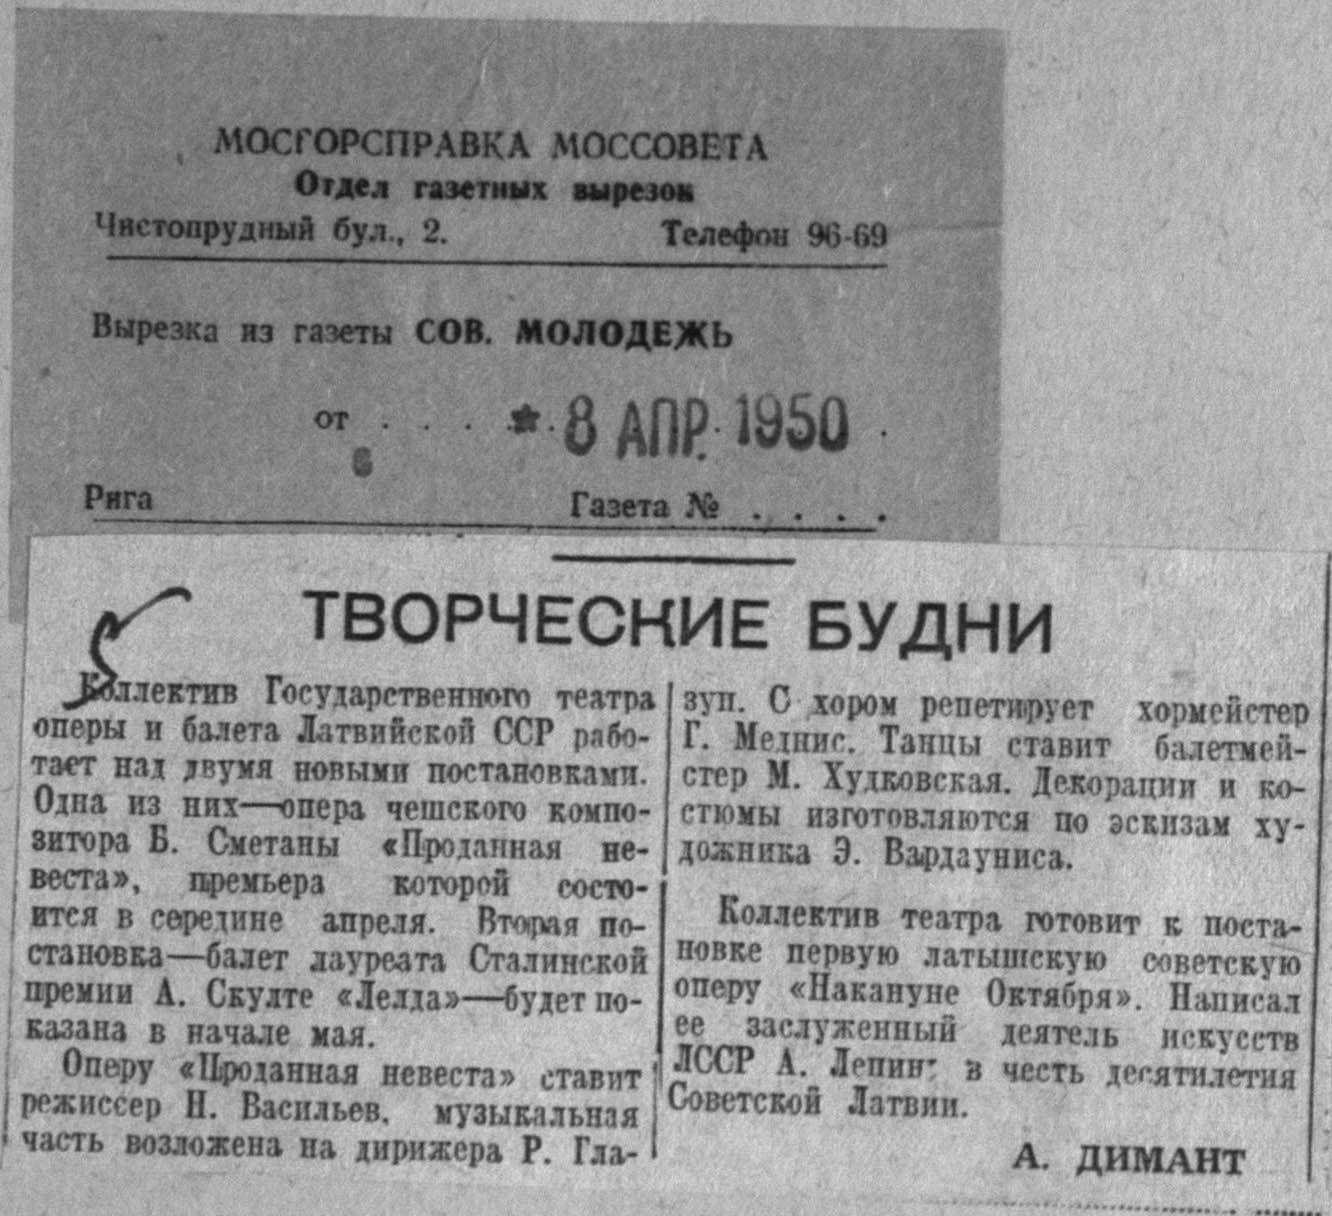 МОСГОРСПРАВКА МОССОВЕТА
Отдел газетных вырезок
Чистопрудный бул., 2. Телефон 96-69
Вырезка из газеты СОВ. МОЛОДЕЖЬ
от . . . . 8 АПР. 1950 .
Рига Газета № . . . .
ТВОРЧЕСКИЕ БУДНИ
Коллектив Государственного театра
оперы и балета Латвийской ССР рабо-
тает над двумя новыми постановками.
Одна из них—опера чешского компо-
зитора Б. Сметаны «Проданная не-
веста», премьера которой состо-
ится в середине апреля. Вторая по-
становка—балет лауреата Сталинской
премии А. Скулте «Лелда»—будет по-
казана в начале мая.
Оперу «Проданная невеста» ставит
режиссер Н. Васильев, музыкальная
часть возложена на дирижера Р. Гла-
зуп. С хором репетирует хормейстер
Г. Меднис. Танцы ставит балетмей-
стер М. Худковская. Декорации и ко-
стюмы изготовляются по эскизам ху-
дожника Э. Вардауниса.
Коллектив театра готовит к поста-
новке первую латышскую советскую
оперу «Накануне Октября». Написал
ее заслуженный деятель искусств
ЛССР А. Лепинг в честь десятилетия
Советской Латвии.
А. ДИМАНТ